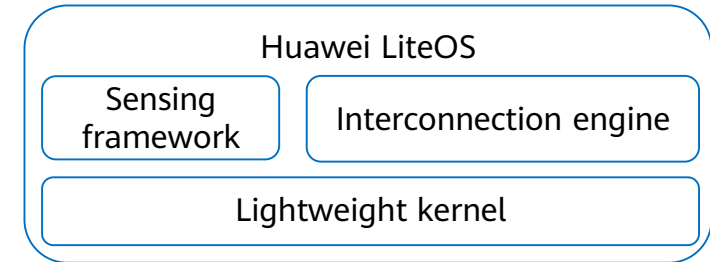 Huawei LiteOS
Sensing
framework
Interconnection engine
Lightweight kernel